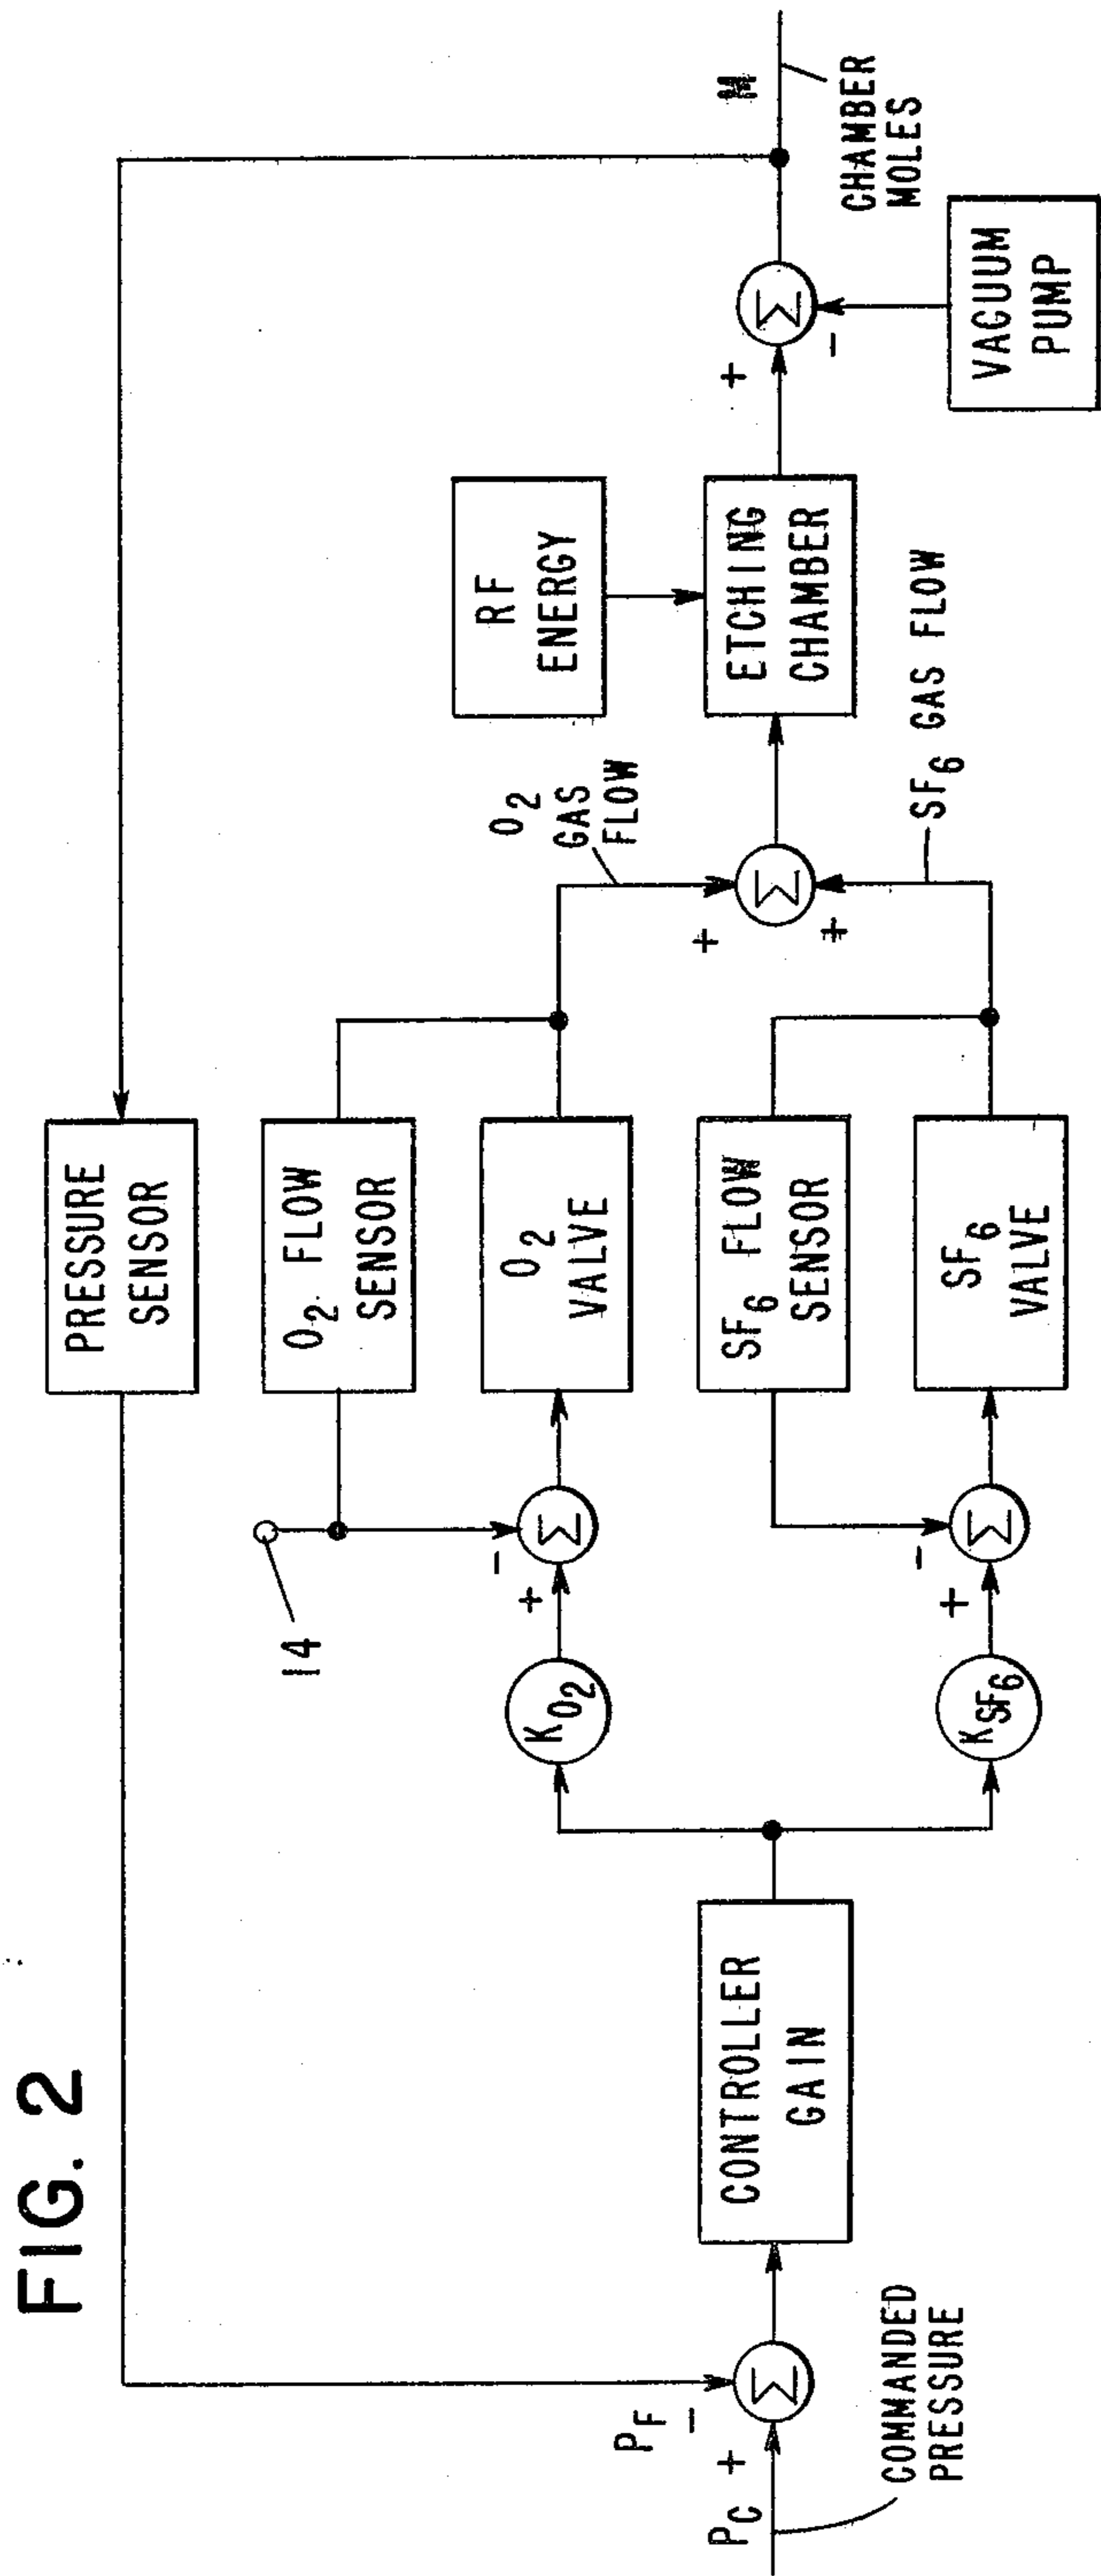 FIG. 2
PRESSURE
SENSOR
O2 FLOW
SENSOR
14
O2
VALVE
KO2
+
-
Σ
O2
GAS
FLOW
RF
ENERGY
M
PF
-
PC
+
Σ
COMMANDED
PRESSURE
CONTROLLER
GAIN
SF6 FLOW
SENSOR
KSF6
+
-
Σ
SF6
VALVE
+
+
Σ
SF6 GAS FLOW
ETCHING
CHAMBER
+
-
Σ
CHAMBER
MOLES
VACUUM
PUMP